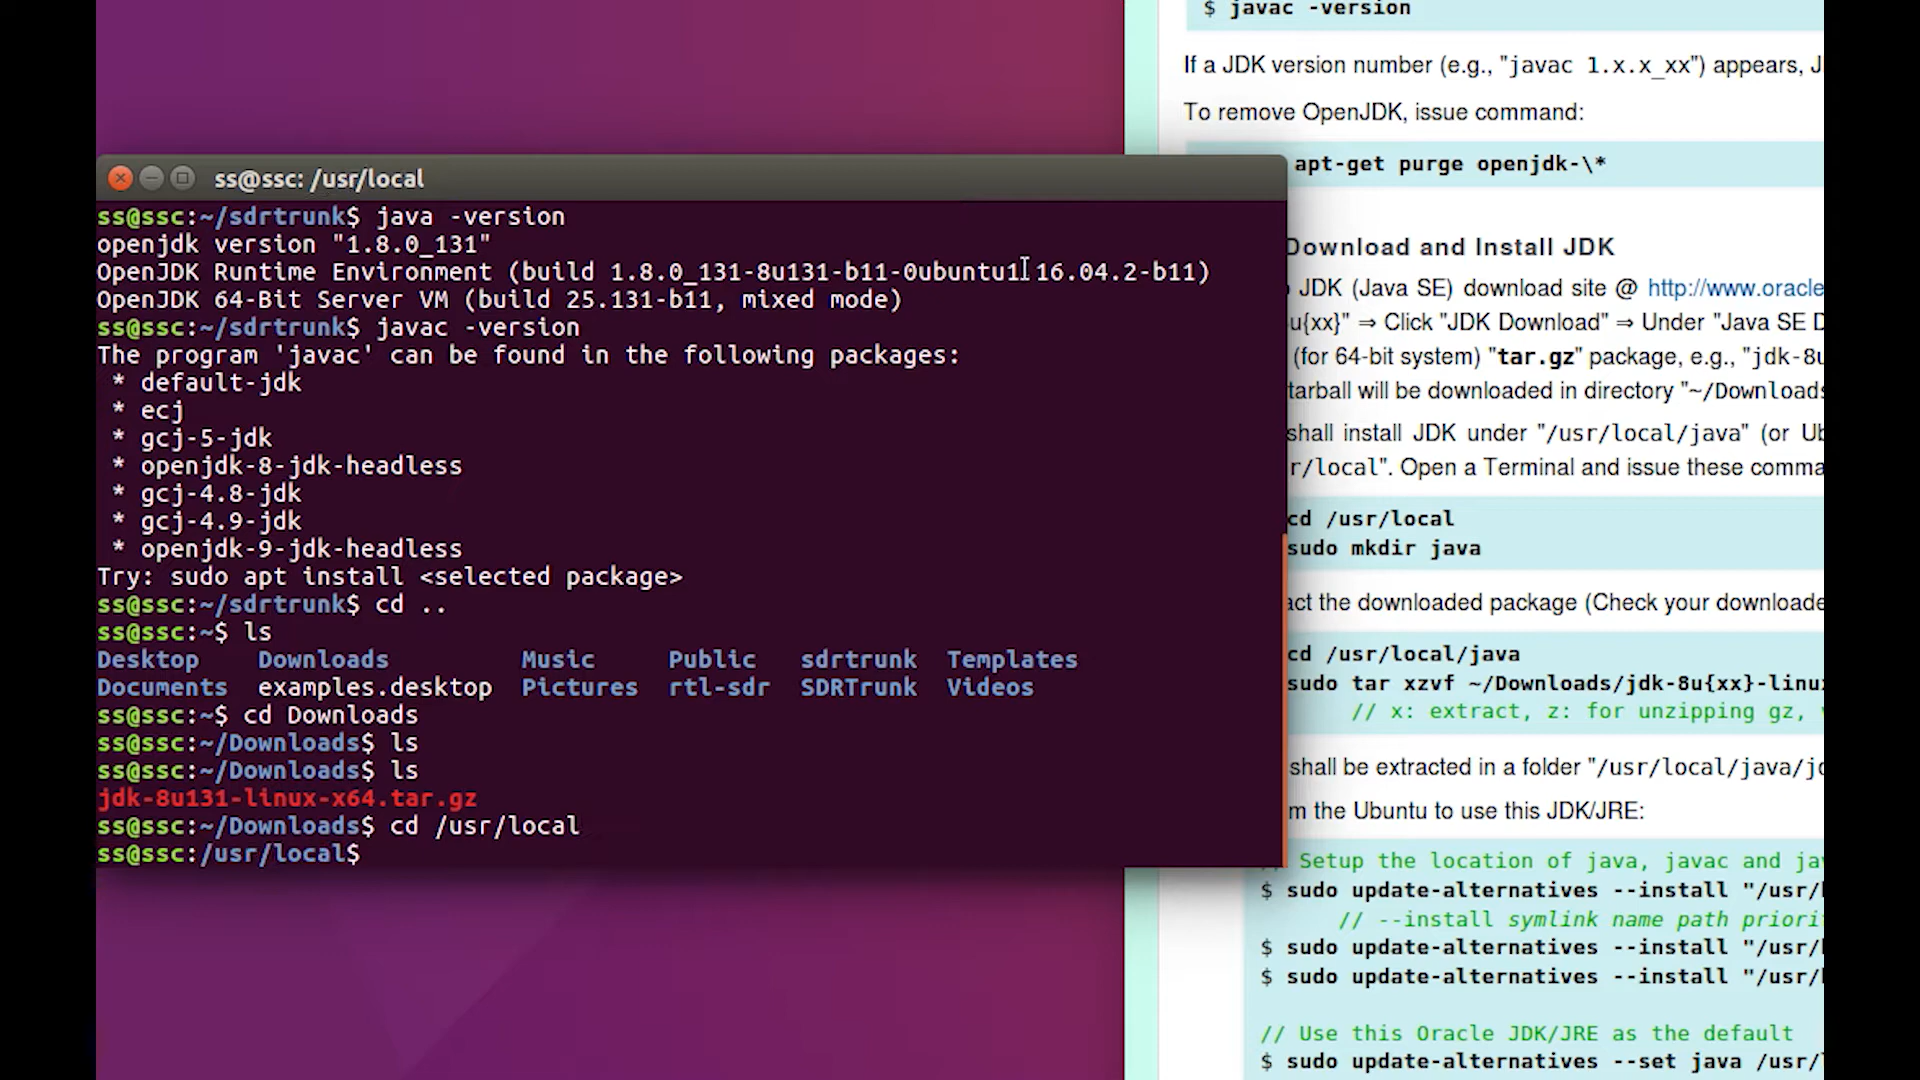 ss@ssc: /usr/local
ss@ssc:~/sdrtrunk$ java -version
openjdk version "1.8.0_131"
OpenJDK Runtime Environment (build 1.8.0_131-8u131-b11-0ubuntu1.16.04.2-b11)
OpenJDK 64-Bit Server VM (build 25.131-b11, mixed mode)
ss@ssc:~/sdrtrunk$ javac -version
The program 'javac' can be found in the following packages:
 * default-jdk
 * ecj
 * gcj-5-jdk
 * openjdk-8-jdk-headless
 * gcj-4.8-jdk
 * gcj-4.9-jdk
 * openjdk-9-jdk-headless
Try: sudo apt install <selected package>
ss@ssc:~/sdrtrunk$ cd ..
ss@ssc:~$ ls
Desktop Downloads Music Public sdrtrunk Templates
Documents examples.desktop Pictures rtl-sdr SDRTrunk Videos
ss@ssc:~$ cd Downloads
ss@ssc:~/Downloads$ ls
ss@ssc:~/Downloads$ ls
jdk-8u131-linux-x64.tar.gz
ss@ssc:~/Downloads$ cd /usr/local
ss@ssc:/usr/local$
$ javac -version
If a JDK version number (e.g., "javac 1.x.x_xx") appears, J
To remove OpenJDK, issue command:
apt-get purge openjdk-\*
Download and Install JDK
JDK (Java SE) download site @ http://www.oracle
u{xx}" ⇒ Click "JDK Download" ⇒ Under "Java SE D
(for 64-bit system) "tar.gz" package, e.g., "jdk-8u
tarball will be downloaded in directory "~/Downloads
shall install JDK under "/usr/local/java" (or Ub
r/local". Open a Terminal and issue these comma
cd /usr/local
sudo mkdir java
act the downloaded package (Check your downloade
cd /usr/local/java
sudo tar xzvf ~/Downloads/jdk-8u{xx}-linux
// x: extract, z: for unzipping gz, v
shall be extracted in a folder "/usr/local/java/jd
m the Ubuntu to use this JDK/JRE:
// Setup the location of java, javac and jav
$ sudo update-alternatives --install "/usr/b
// --install symlink name path priorit
$ sudo update-alternatives --install "/usr/b
$ sudo update-alternatives --install "/usr/b
// Use this Oracle JDK/JRE as the default
$ sudo update-alternatives --set java /usr/l